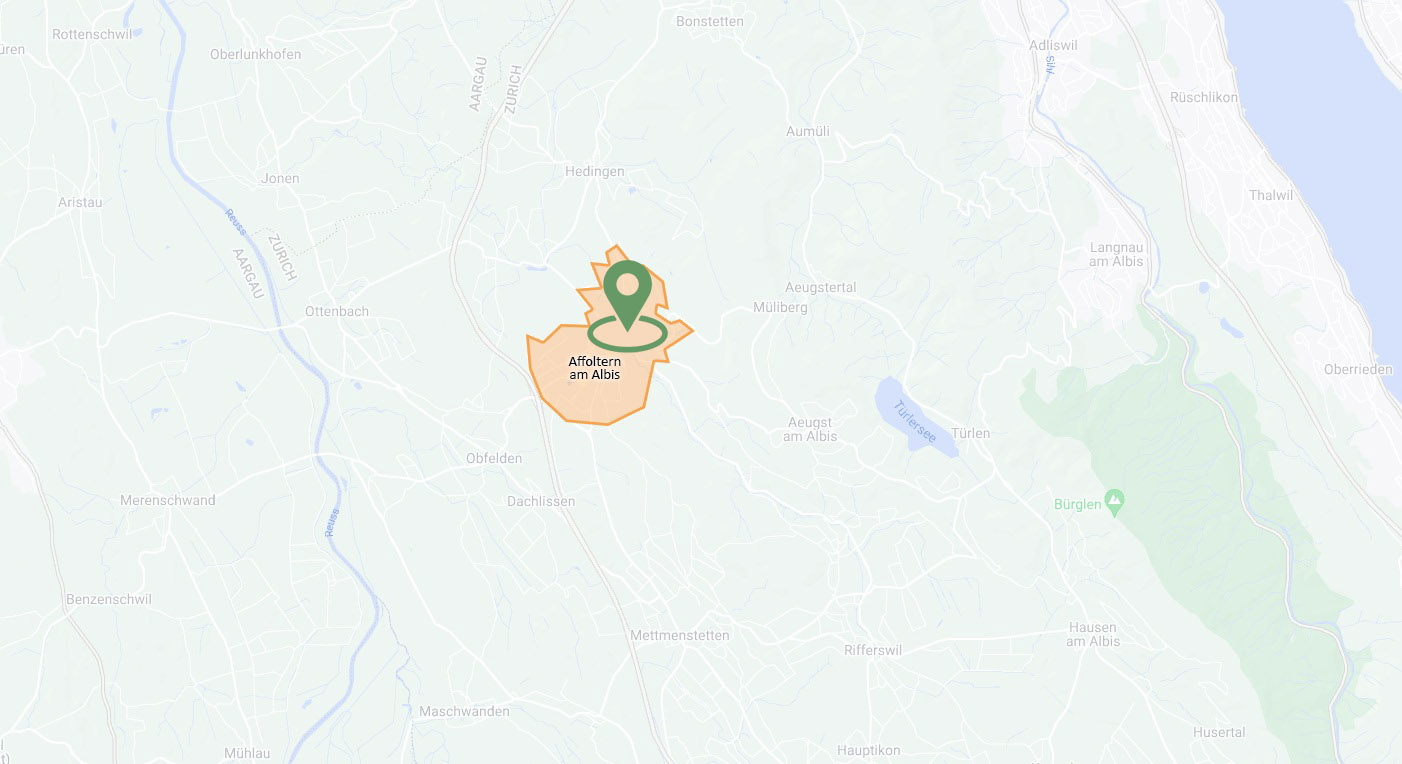 Rottenschwil
üren
Oberlunkhofen
Bonstetten
Adliswil
Sihl
AARGAU
ZURICH
Rüschlikon
Aumüli
Hedingen
Jonen
Aristau
Thalwil
Reuss
AARGAU
ZURICH
Langnau
am Albis
Aeugstertal
Müliberg
Ottenbach
Affoltern
am Albis
Oberrieden
Türlersee
Aeugst
am Albis
Türlen
Obfelden
Merenschwand
Dachlissen
Bürglen
Reuss
Benzenschwil
Mettmenstetten
Hausen
am Albis
Rifferswil
Maschwanden
Husertal
Mühlau
Hauptikon